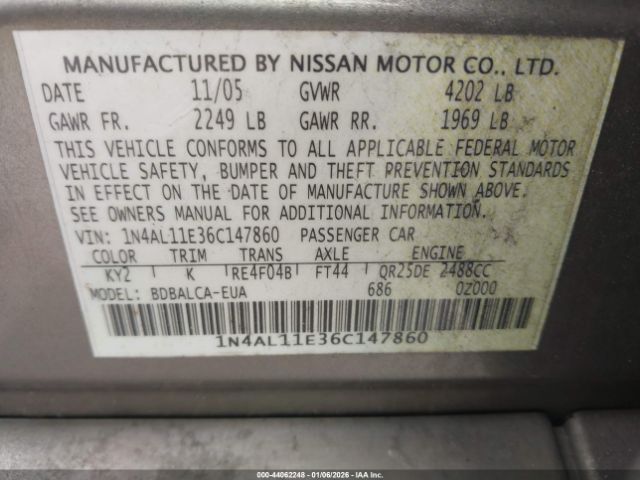 MANUFACTURED BY NISSAN MOTOR CO., LTD.
DATE 11/05 GVWR 4202 LB
GAWR FR. 2249 LB GAWR RR. 1969 LB
THIS VEHICLE CONFORMS TO ALL APPLICABLE FEDERAL MOTOR
VEHICLE SAFETY, BUMPER AND THEFT PREVENTION STANDARDS
IN EFFECT ON THE DATE OF MANUFACTURE SHOWN ABOVE.
SEE OWNERS MANUAL FOR ADDITIONAL INFORMATION.
VIN: 1N4AL11E36C147860 PASSENGER CAR
COLOR TRIM TRANS AXLE ENGINE
KY2 K RE4F04B FT44 QR25DE 2488CC
MODEL: BDBALCA-EUA 686 0Z000
1N4AL11E36C147860
000-44062248 - 01/06/2026 - IAA Inc.